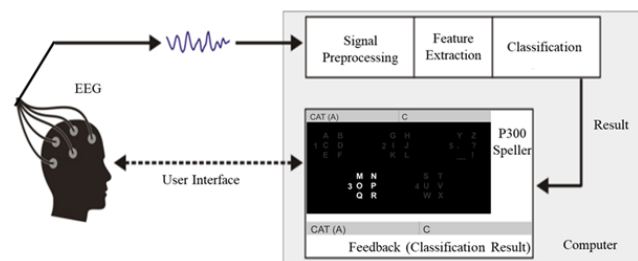 EEG
Signal Preprocessing
Feature Extraction
Classification
Result
User Interface
CAT (A) C
A B
1 C D
E F
G H
2 I J
K L
Y Z
5 . ?
_ !
M N
3 O P
Q R
S T
4 U V
W X
P300 Speller
CAT (A) C
Feedback (Classification Result)
Computer